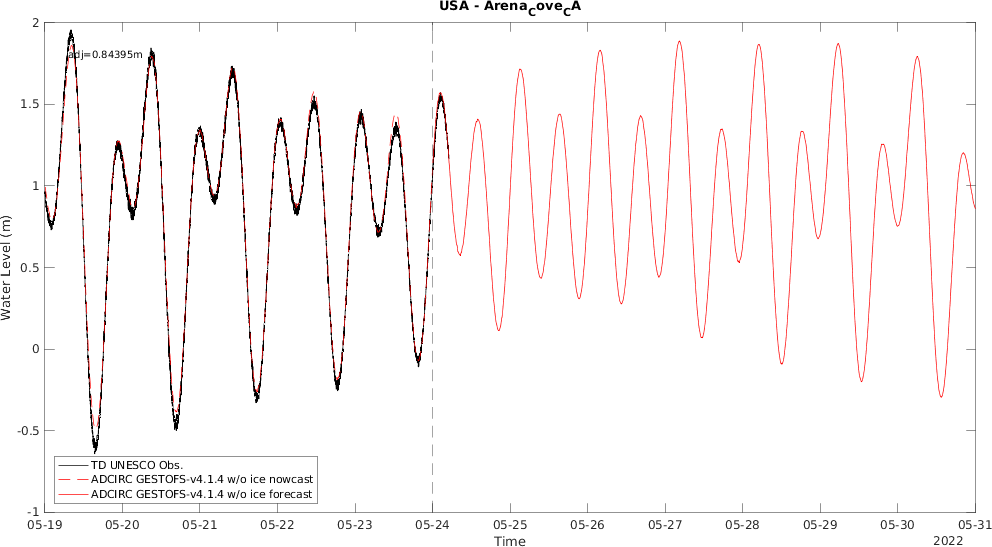 USA - Arena_Cove_CA
adj=0.84395m
2
1.5
1
0.5
0
-0.5
-1
Water Level (m)
TD UNESCO Obs.
ADCIRC GESTOFS-v4.1.4 w/o ice nowcast
ADCIRC GESTOFS-v4.1.4 w/o ice forecast
05-19 05-20 05-21 05-22 05-23 05-24 05-25 05-26 05-27 05-28 05-29 05-30 05-31
Time
2022